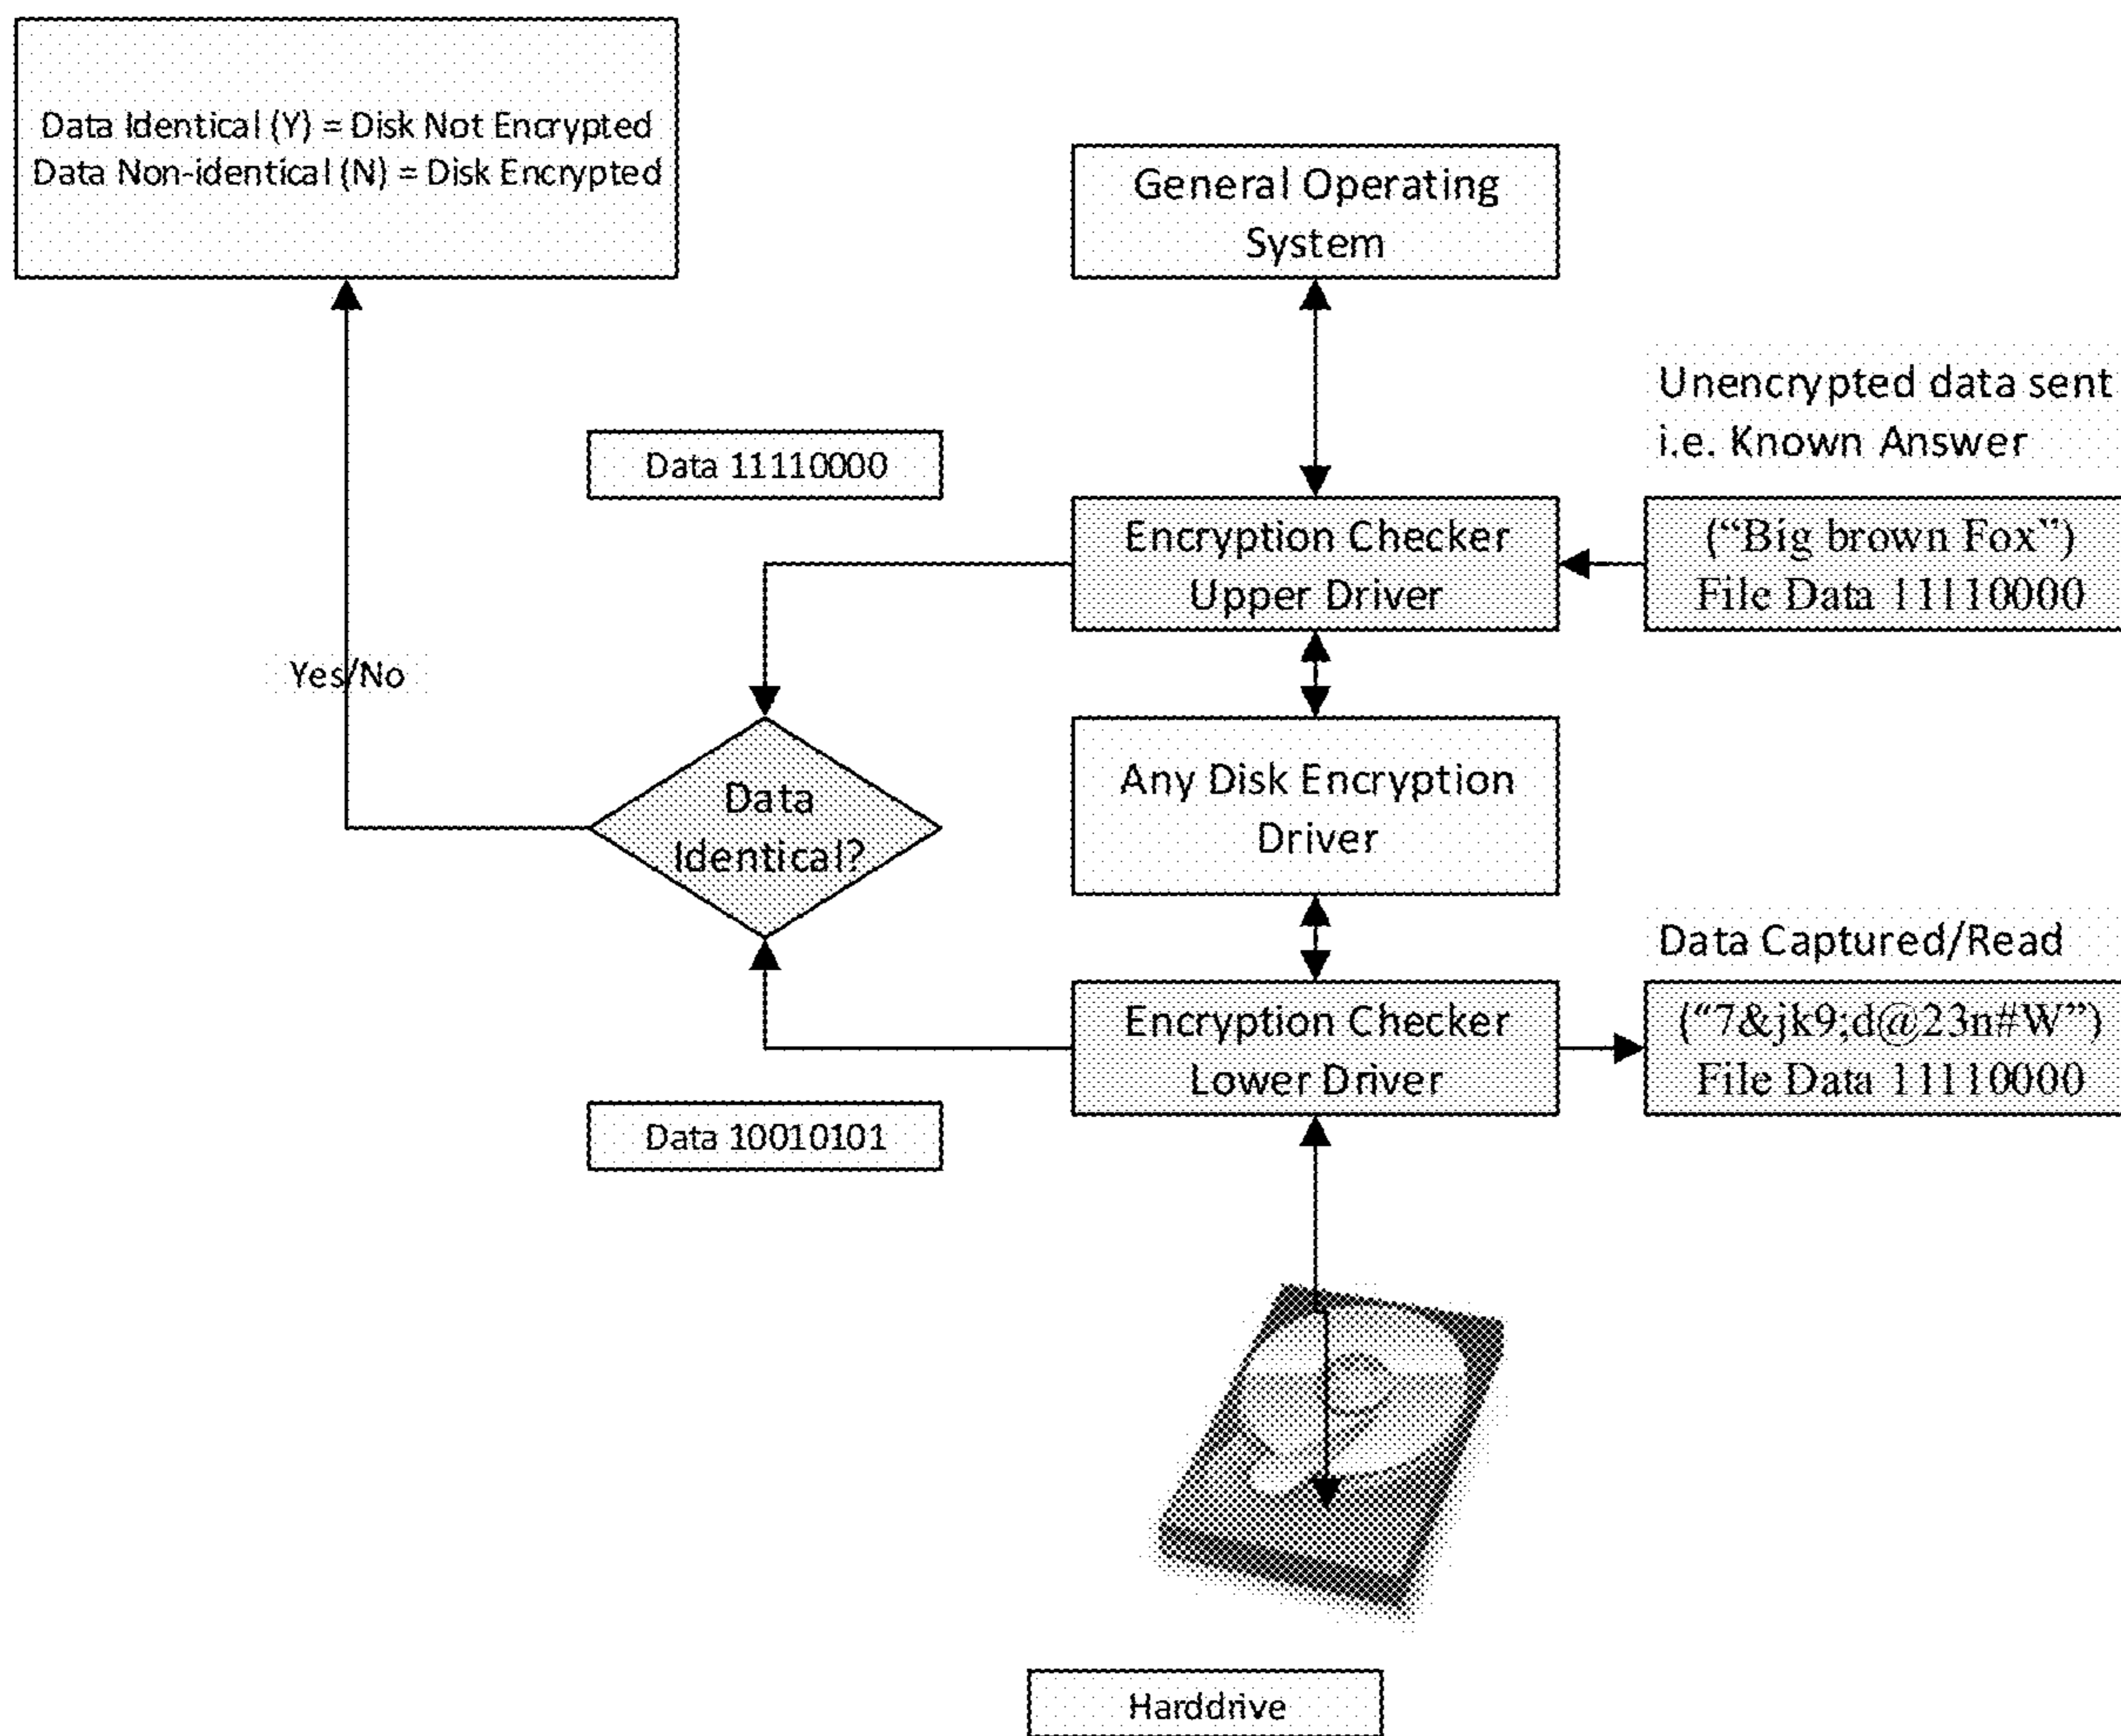 Data Identical (Y) = Disk Not Encrypted
Data Non-identical (N) = Disk Encrypted
General Operating
System
Unencrypted data sent
i.e. Known Answer
Data 11110000
Encryption Checker
Upper Driver
("Big brown Fox")
File Data 11110000
Yes/No
Data
Identical?
Any Disk Encryption
Driver
Data Captured/Read
Encryption Checker
Lower Driver
("7&jk9;d@23n#W")
File Data 11110000
Data 10010101
Harddrive